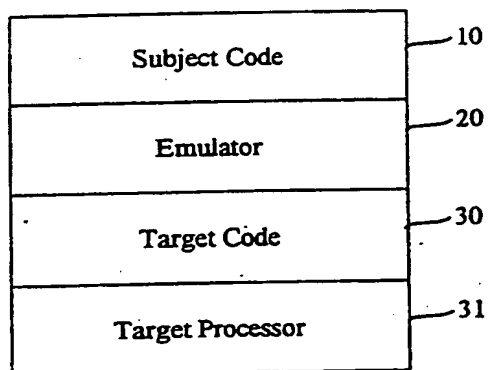 Subject Code 10
Emulator 20
Target Code 30
Target Processor 31